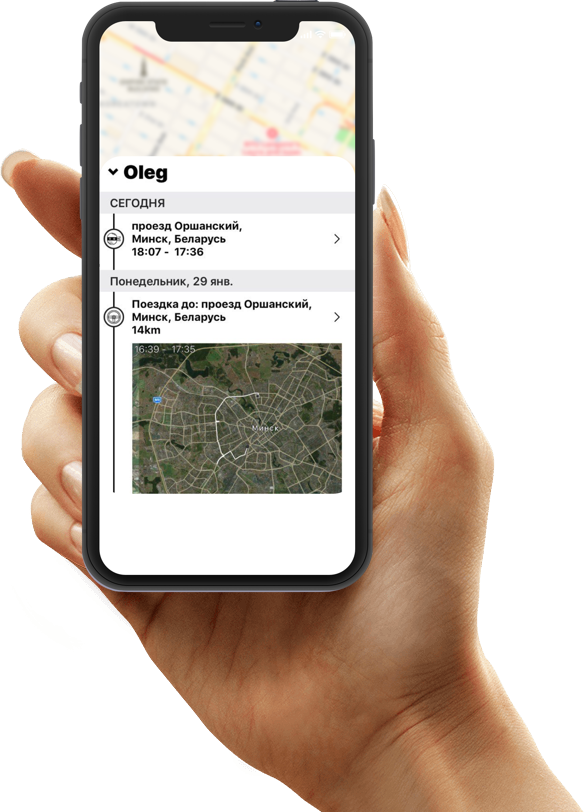 Oleg
СЕГОДНЯ
проезд Оршанский,
Минск, Беларусь
18:07 - 17:36
Понедельник, 29 янв.
Поездка до: проезд Оршанский,
Минск, Беларусь
14km
16:39 - 17:35
Минск